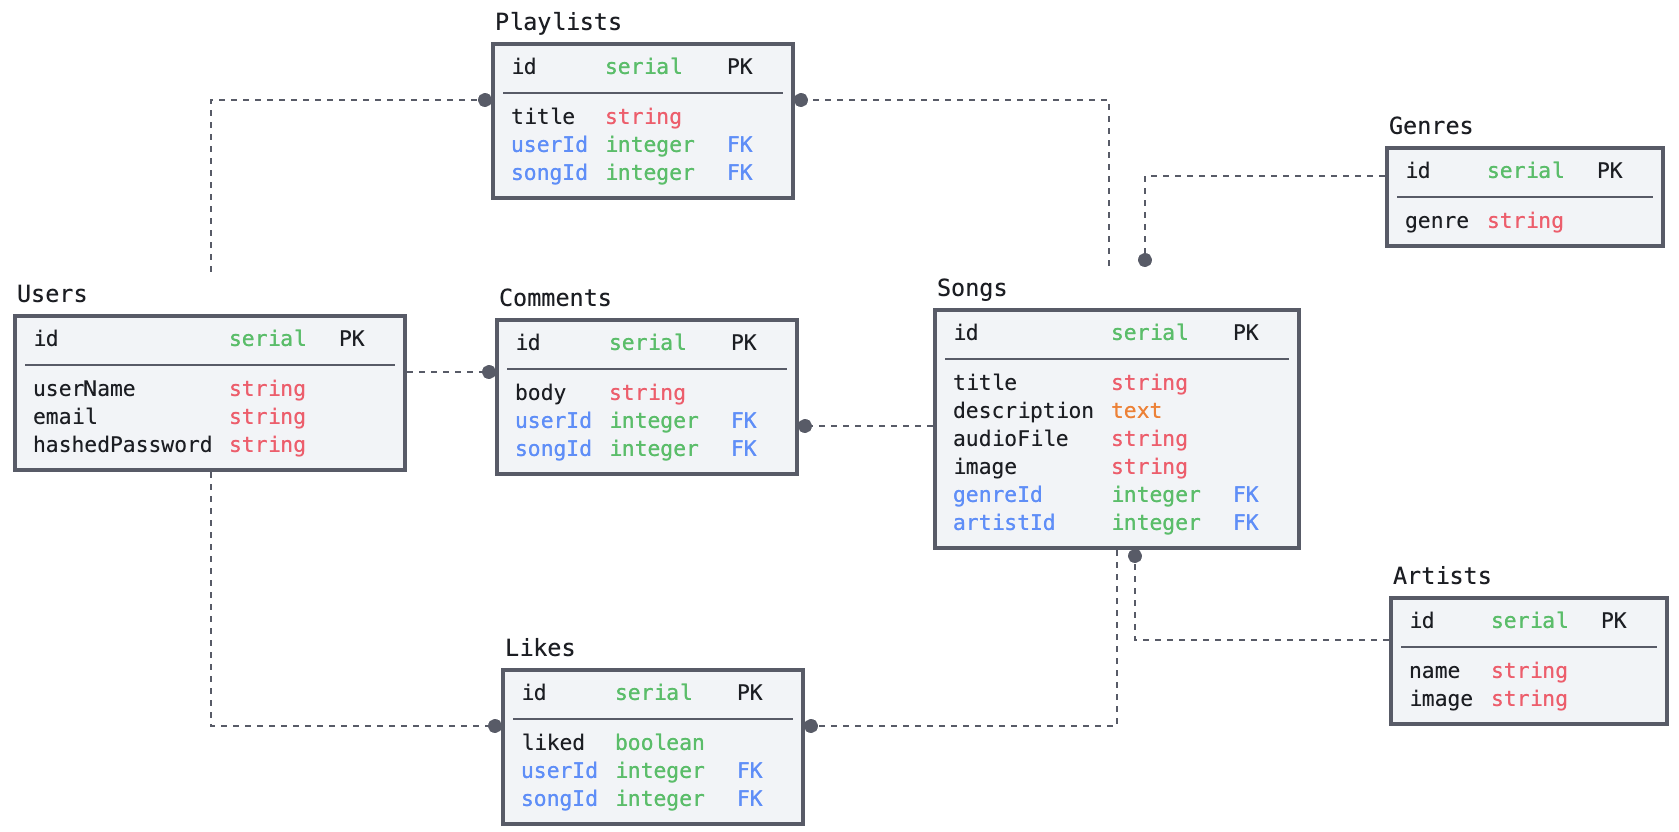 Playlists
id serial PK
title string
userId integer FK
songId integer FK
Genres
id serial PK
genre string
Users
id serial PK
userName string
email string
hashedPassword string
Comments
id serial PK
body string
userId integer FK
songId integer FK
Songs
id serial PK
title string
description text
audioFile string
image string
genreId integer FK
artistId integer FK
Likes
id serial PK
liked boolean
userId integer FK
songId integer FK
Artists
id serial PK
name string
image string